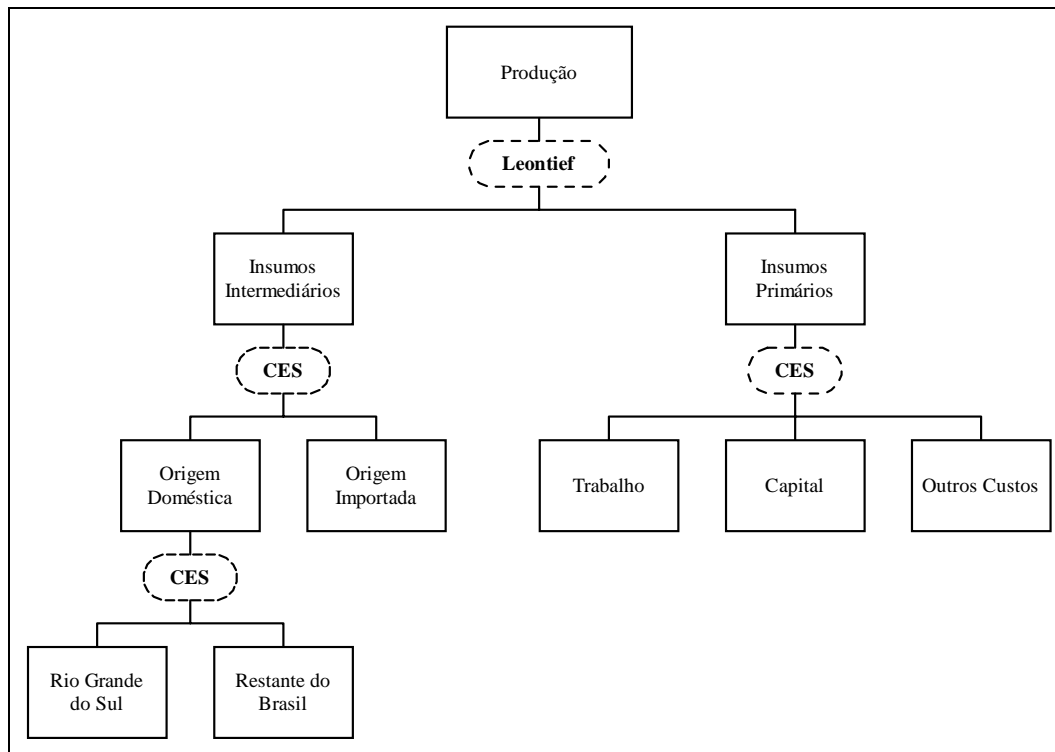 Produção
Leontief
Insumos
Intermediários
Insumos
Primários
CES
CES
Origem
Doméstica
Origem
Importada
Trabalho
Capital
Outros Custos
CES
Rio Grande
do Sul
Restante do
Brasil